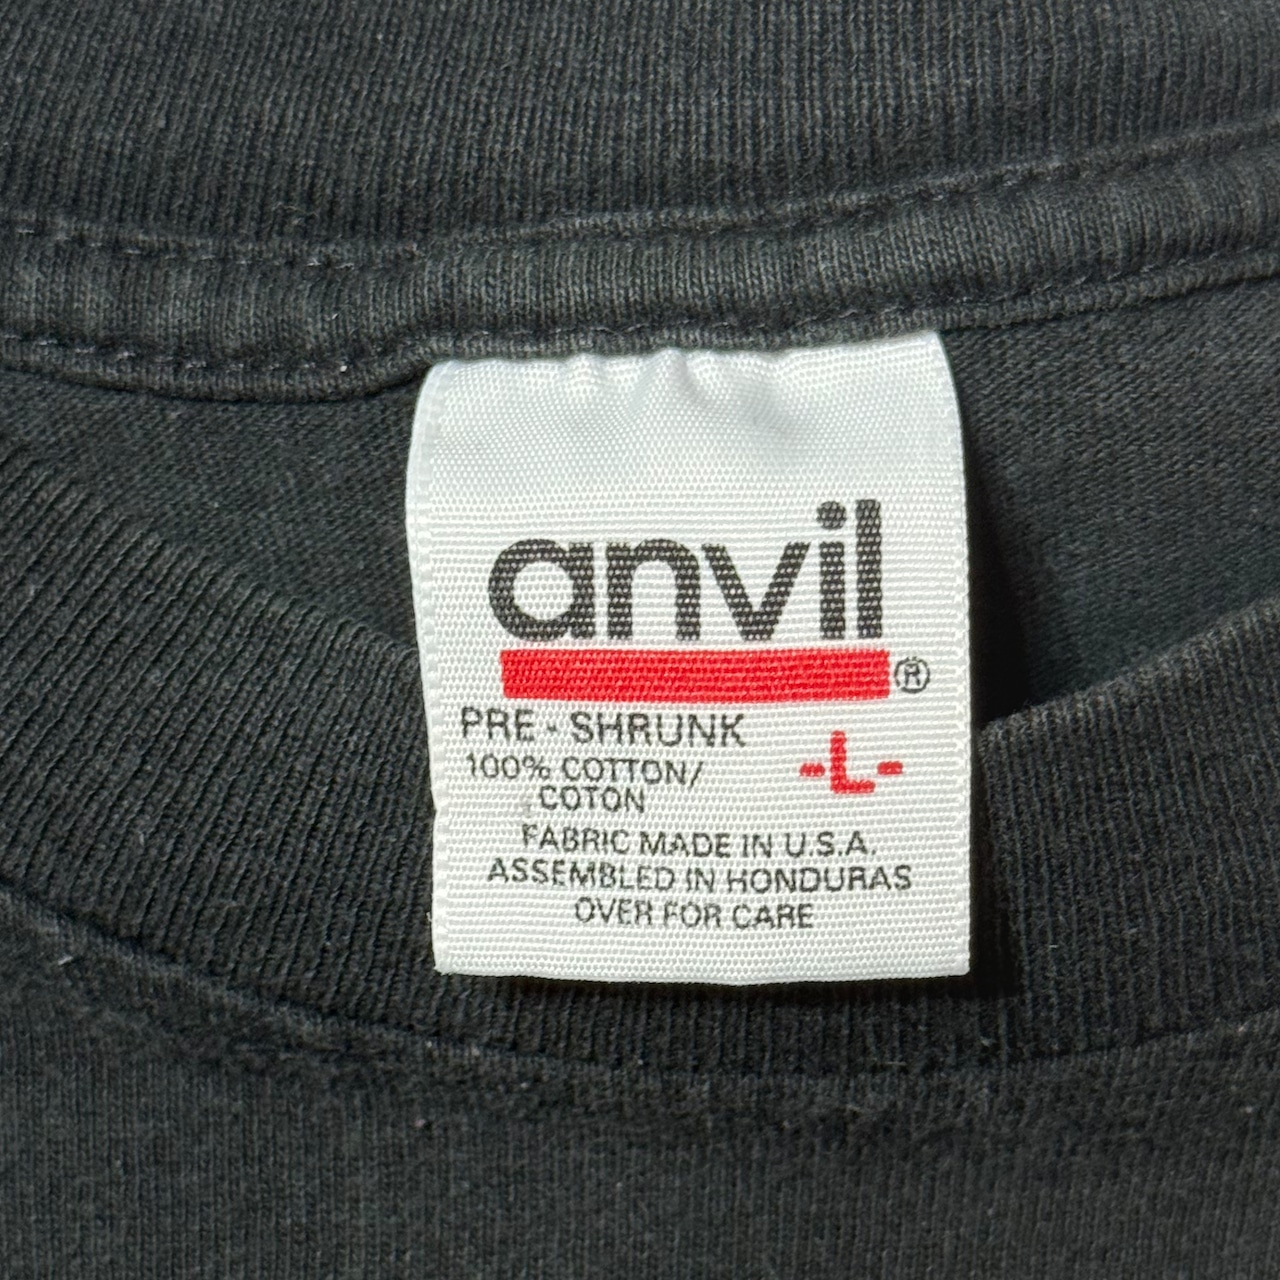 anvil
®
PRE - SHRUNK
-L-
100% COTTON/
COTON
FABRIC MADE IN U.S.A.
ASSEMBLED IN HONDURAS
OVER FOR CARE